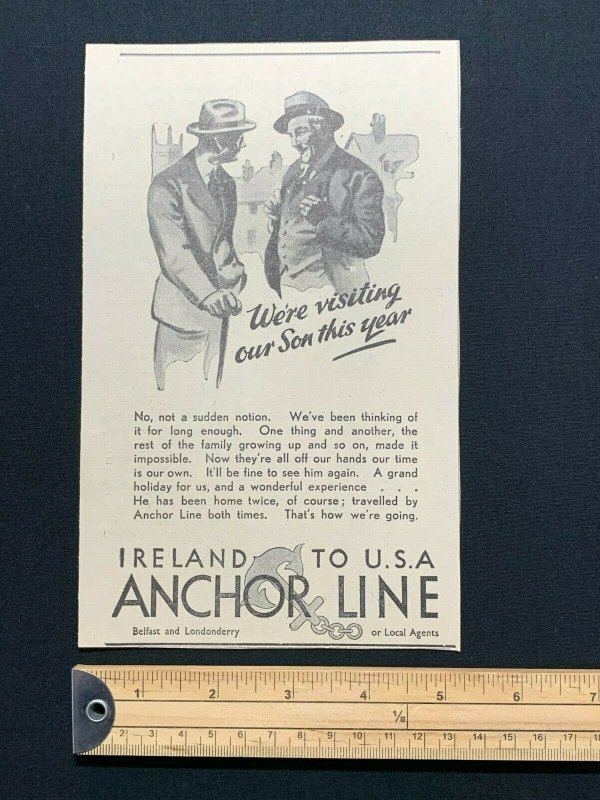 We're visiting
our Son this year
No, not a sudden notion. We've been thinking of
it for long enough. One thing and another, the
rest of the family growing up and so on, made it
impossible. Now they're all off our hands our time
is our own. It'll be fine to see him again. A grand
holiday for us, and a wonderful experience . . .
He has been home twice, of course; travelled by
Anchor Line both times. That's how we're going.
IRELAND TO U.S.A
ANCHOR LINE
Belfast and Londonderry or Local Agents
1 2 3 4 5 6 7
1/8
2 3 4 5 6 7 8 9 10 11 12 13 14 15 16 17 18